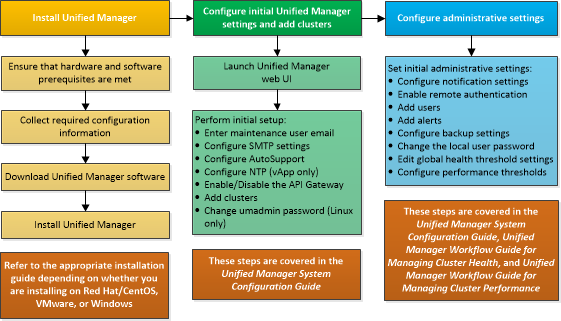 Install Unified Manager
Ensure that hardware and software
prerequisites are met
Collect required configuration
information
Download Unified Manager software
Install Unified Manager
Refer to the appropriate installation
guide depending on whether you
are installing on Red Hat/CentOS,
VMware, or Windows
Configure initial Unified Manager
settings and add clusters
Launch Unified Manager
web UI
Perform initial setup:
• Enter maintenance user email
• Configure SMTP settings
• Configure AutoSupport
• Configure NTP (vApp only)
• Enable/Disable the API Gateway
• Add clusters
• Change umadmin password (Linux
only)
These steps are covered in the
Unified Manager System
Configuration Guide
Configure administrative settings
Set initial administrative settings:
• Configure notification settings
• Enable remote authentication
• Add users
• Add alerts
• Configure backup settings
• Change the local user password
• Edit global health threshold settings
• Configure performance thresholds
These steps are covered in the
Unified Manager System
Configuration Guide, Unified
Manager Workflow Guide for
Managing Cluster Health, and Unified
Manager Workflow Guide for
Managing Cluster Performance